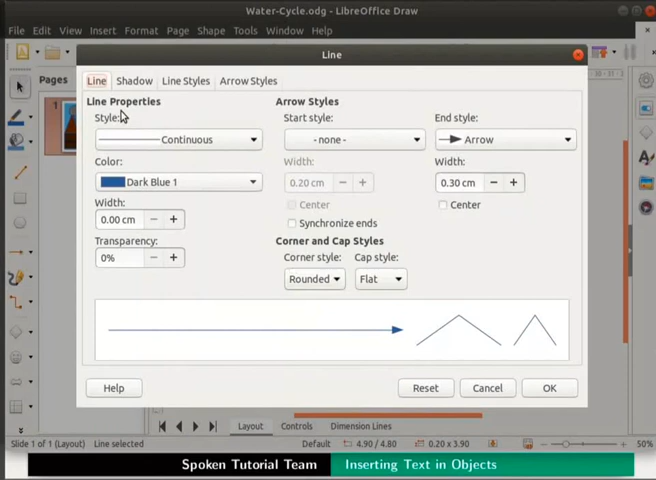 Water-Cycle.odg - LibreOffice Draw
File Edit View Insert Format Page Shape Tools Window Help
Pages
1
Line
Line Shadow Line Styles Arrow Styles
Line Properties
Style:
Continuous
Color:
Dark Blue 1
Width:
0.00 cm − +
Transparency:
0% − +
Arrow Styles
Start style:
- none -
Width:
0.20 cm − +
Center
Synchronize ends
End style:
Arrow
Width:
0.30 cm − +
Center
Corner and Cap Styles
Corner style: Cap style:
Rounded Flat
Help Reset Cancel OK
Layout Controls Dimension Lines
Slide 1 of 1 (Layout) Line selected Default 4.90 / 4.80 0.20 x 3.90 50%
Spoken Tutorial Team Inserting Text in Objects